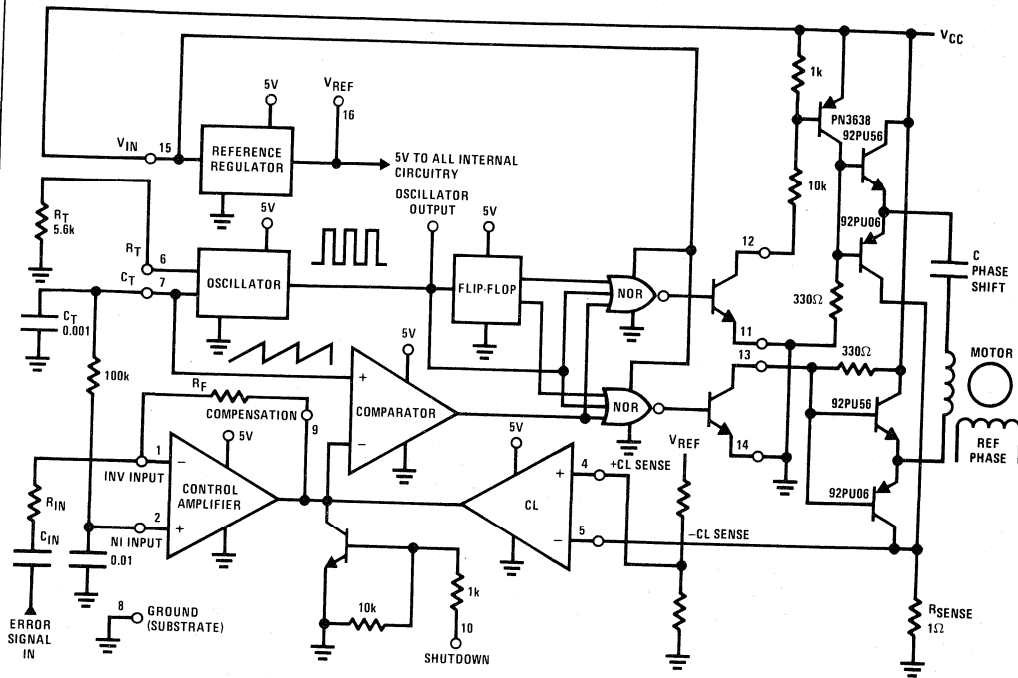 VCC
1k
5V
VREF
16
PN3638
92PU56
VIN
15
REFERENCE
REGULATOR
5V TO ALL INTERNAL
CIRCUITRY
10k
RT
5.6k
5V
OSCILLATOR
OUTPUT
5V
92PU06
12
C
PHASE
SHIFT
RT
6
CT
7
OSCILLATOR
FLIP-FLOP
NOR
CT
0.001
11
330Ω
13
330Ω
MOTOR
100k
RF
COMPENSATION
9
5V
+
COMPARATOR
–
NOR
92PU56
5V
14
VREF
REF
PHASE
1
INV INPUT
–
CONTROL
AMPLIFIER
5V
4
+CL SENSE
+
CL
RIN
2
NI INPUT
+
92PU06
–CL SENSE
5
–
CIN
0.01
1k
10k
10
SHUTDOWN
8
GROUND
(SUBSTRATE)
RSENSE
1Ω
ERROR
SIGNAL
IN